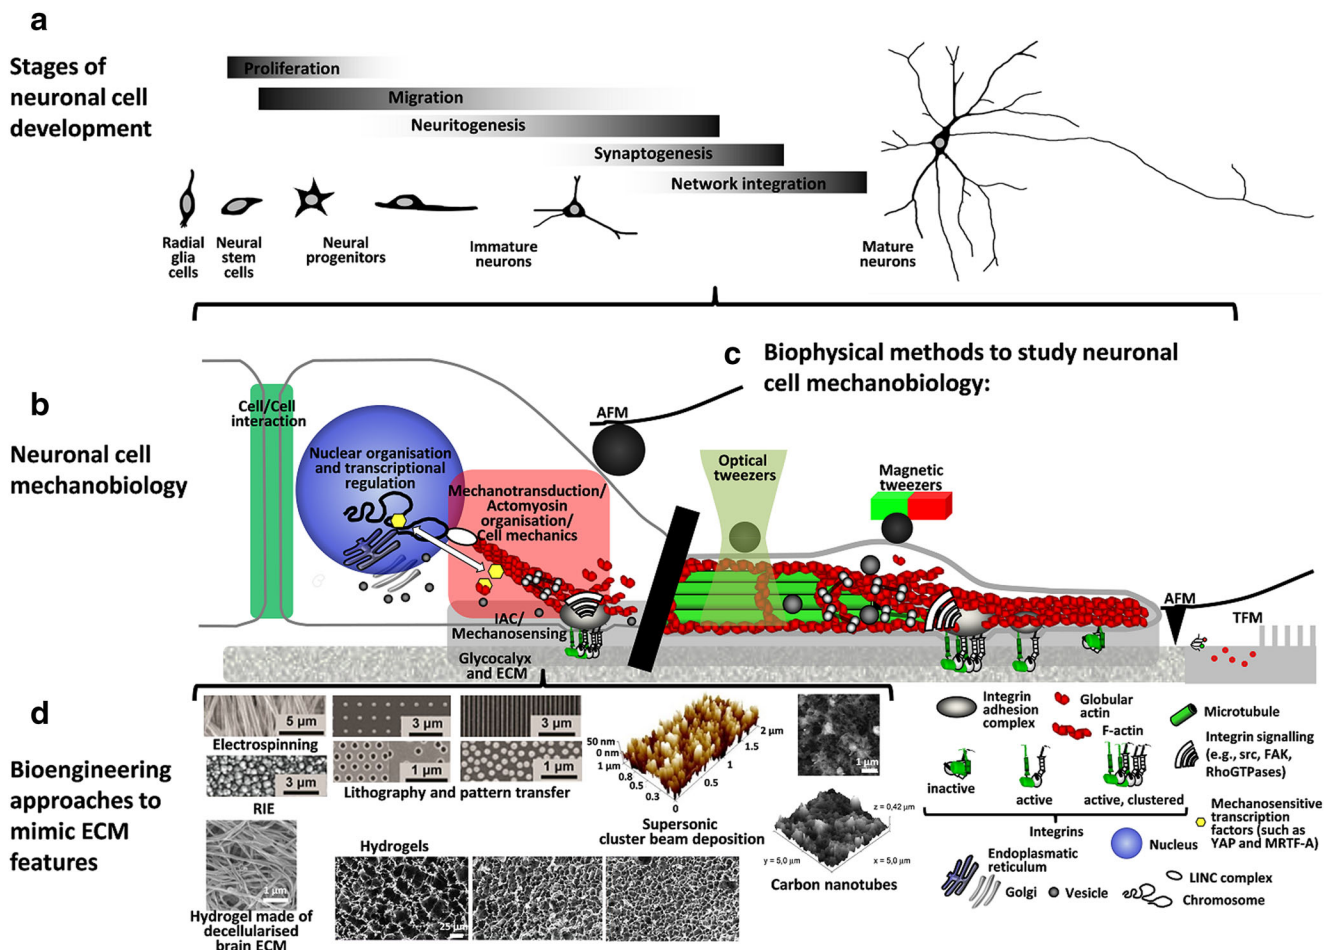 a
Stages of
neuronal cell
development
Proliferation
Migration
Neuritogenesis
Synaptogenesis
Network integration
Radial
glia
cells
Neural
stem
cells
Neural
progenitors
Immature
neurons
Mature
neurons
b
Neuronal cell
mechanobiology
c
Biophysical methods to study neuronal
cell mechanobiology:
Cell/Cell
interaction
Nuclear organisation
and transcriptional
regulation
Mechanotransduction/
Actomyosin
organisation/
Cell mechanics
IAC/
Mechanosensing
Glycocalyx
and ECM
AFM
Optical
tweezers
Magnetic
tweezers
AFM
TFM
d
Bioengineering
approaches to
mimic ECM
features
5 μm
Electrospinning
3 μm
RIE
3 μm
3 μm
1 μm
1 μm
Lithography and pattern transfer
50 nm
0 nm
1 μm
0.8
0.5
0.3
0
1
1.5
2 μm
Supersonic
cluster beam deposition
1 μm
z = 0,42 μm
y = 5,0 μm
x = 5,0 μm
Carbon nanotubes
1 μm
Hydrogel made of
decellularised
brain ECM
Hydrogels
25 μm
Integrin
adhesion
complex
Globular
actin
F-actin
Microtubule
Integrin signalling
(e.g., src, FAK,
RhoGTPases)
inactive
active
active, clustered
Integrins
Mechanosensitive
transcription
factors (such as
YAP and MRTF-A)
Nucleus
Endoplasmatic
reticulum
Golgi
Vesicle
LINC complex
Chromosome